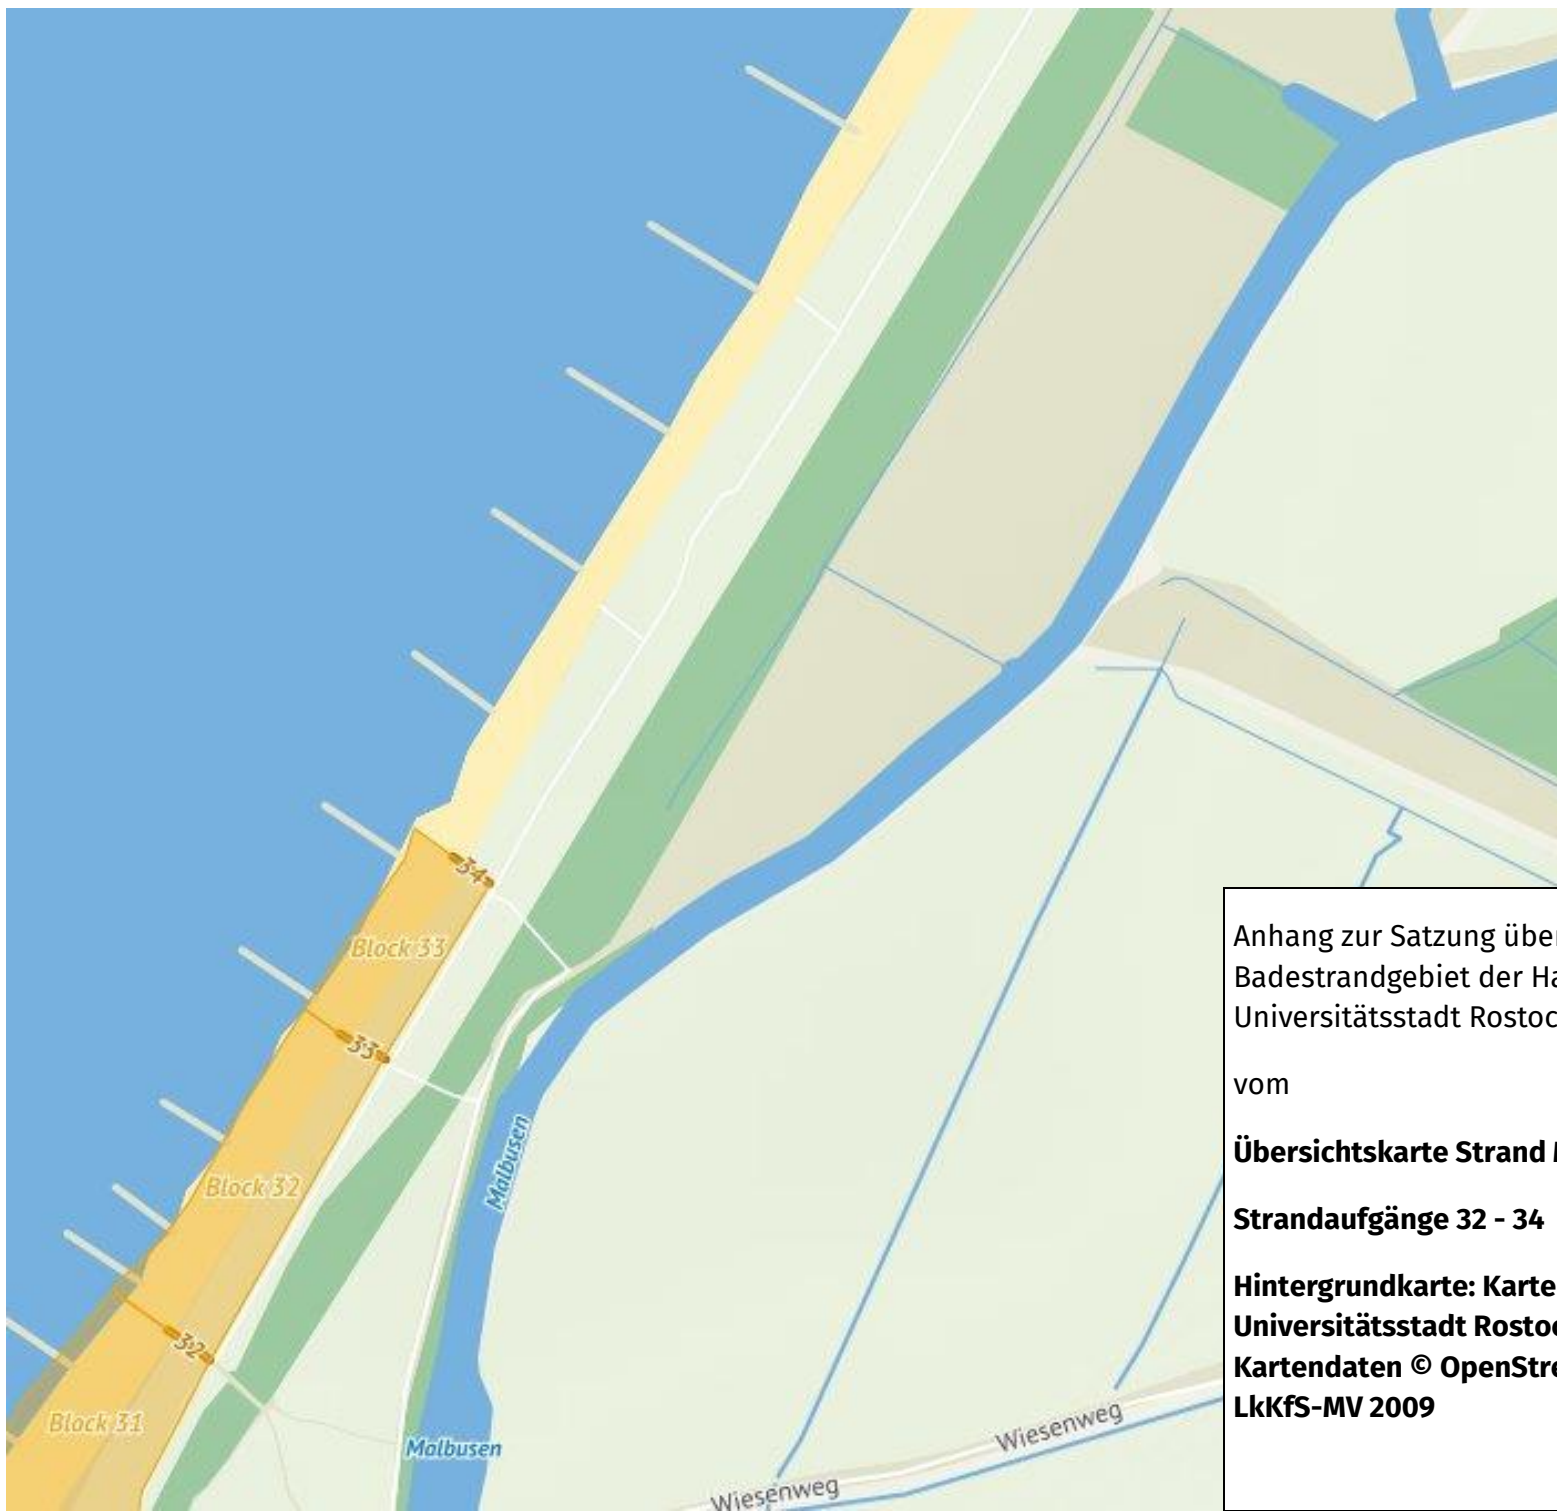 34
Block 33
33
Malbusen
Block 32
32
Block 31
Malbusen
Wiesenweg
Wiesenweg
Anhang zur Satzung über
Badestrandgebiet der Ha
Universitätsstadt Rostoc
vom
Übersichtskarte Strand M
Strandaufgänge 32 - 34
Hintergrundkarte: Karte
Universitätsstadt Rostoc
Kartendaten © OpenStre
LkKfS-MV 2009